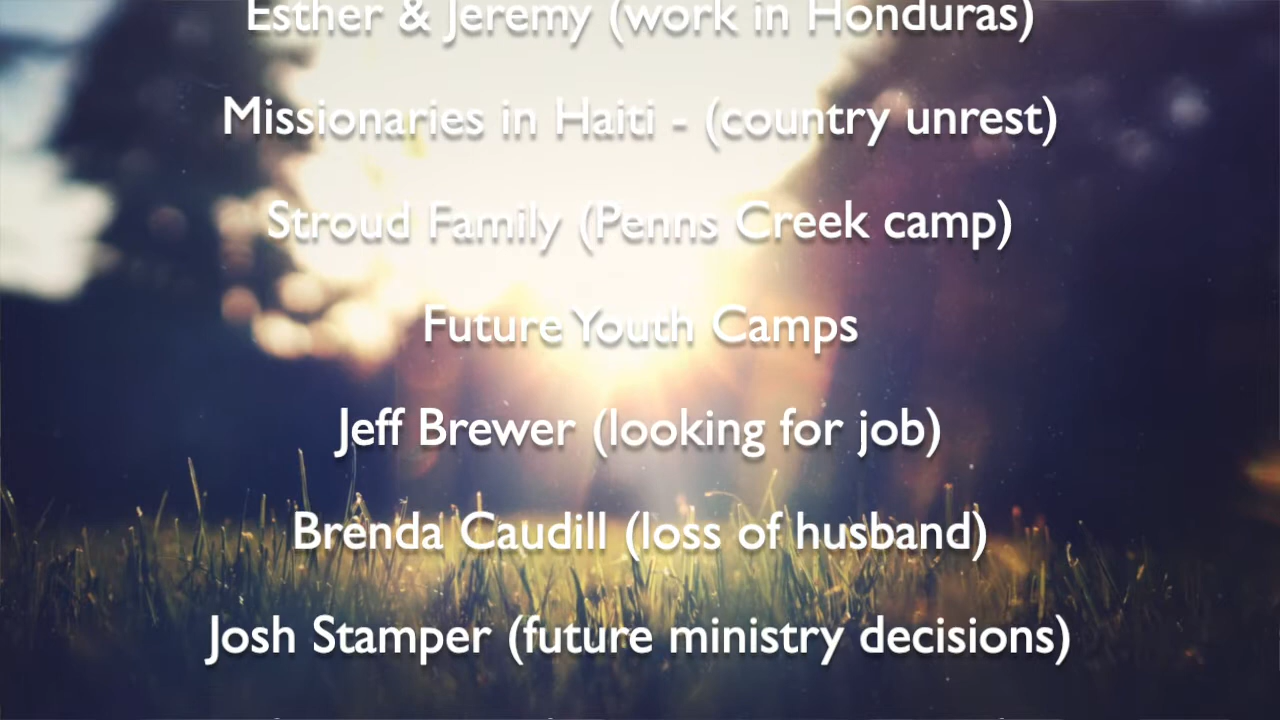 Esther & Jeremy (work in Honduras)
Missionaries in Haiti - (country unrest)
Stroud Family (Penns Creek camp)
Future Youth Camps
Jeff Brewer (looking for job)
Brenda Caudill (loss of husband)
Josh Stamper (future ministry decisions)